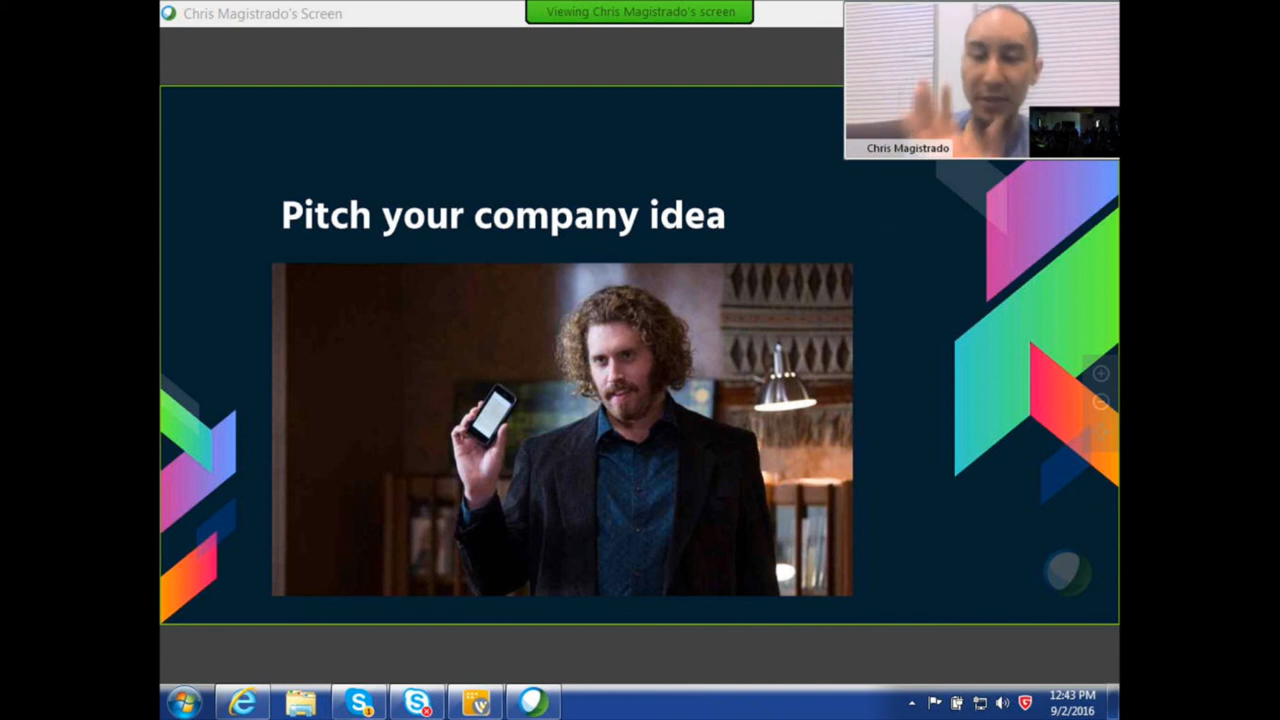 Chris Magistrado's Screen
Viewing Chris Magistrado's screen
Chris Magistrado
Pitch your company idea
12:43 PM
9/2/2016